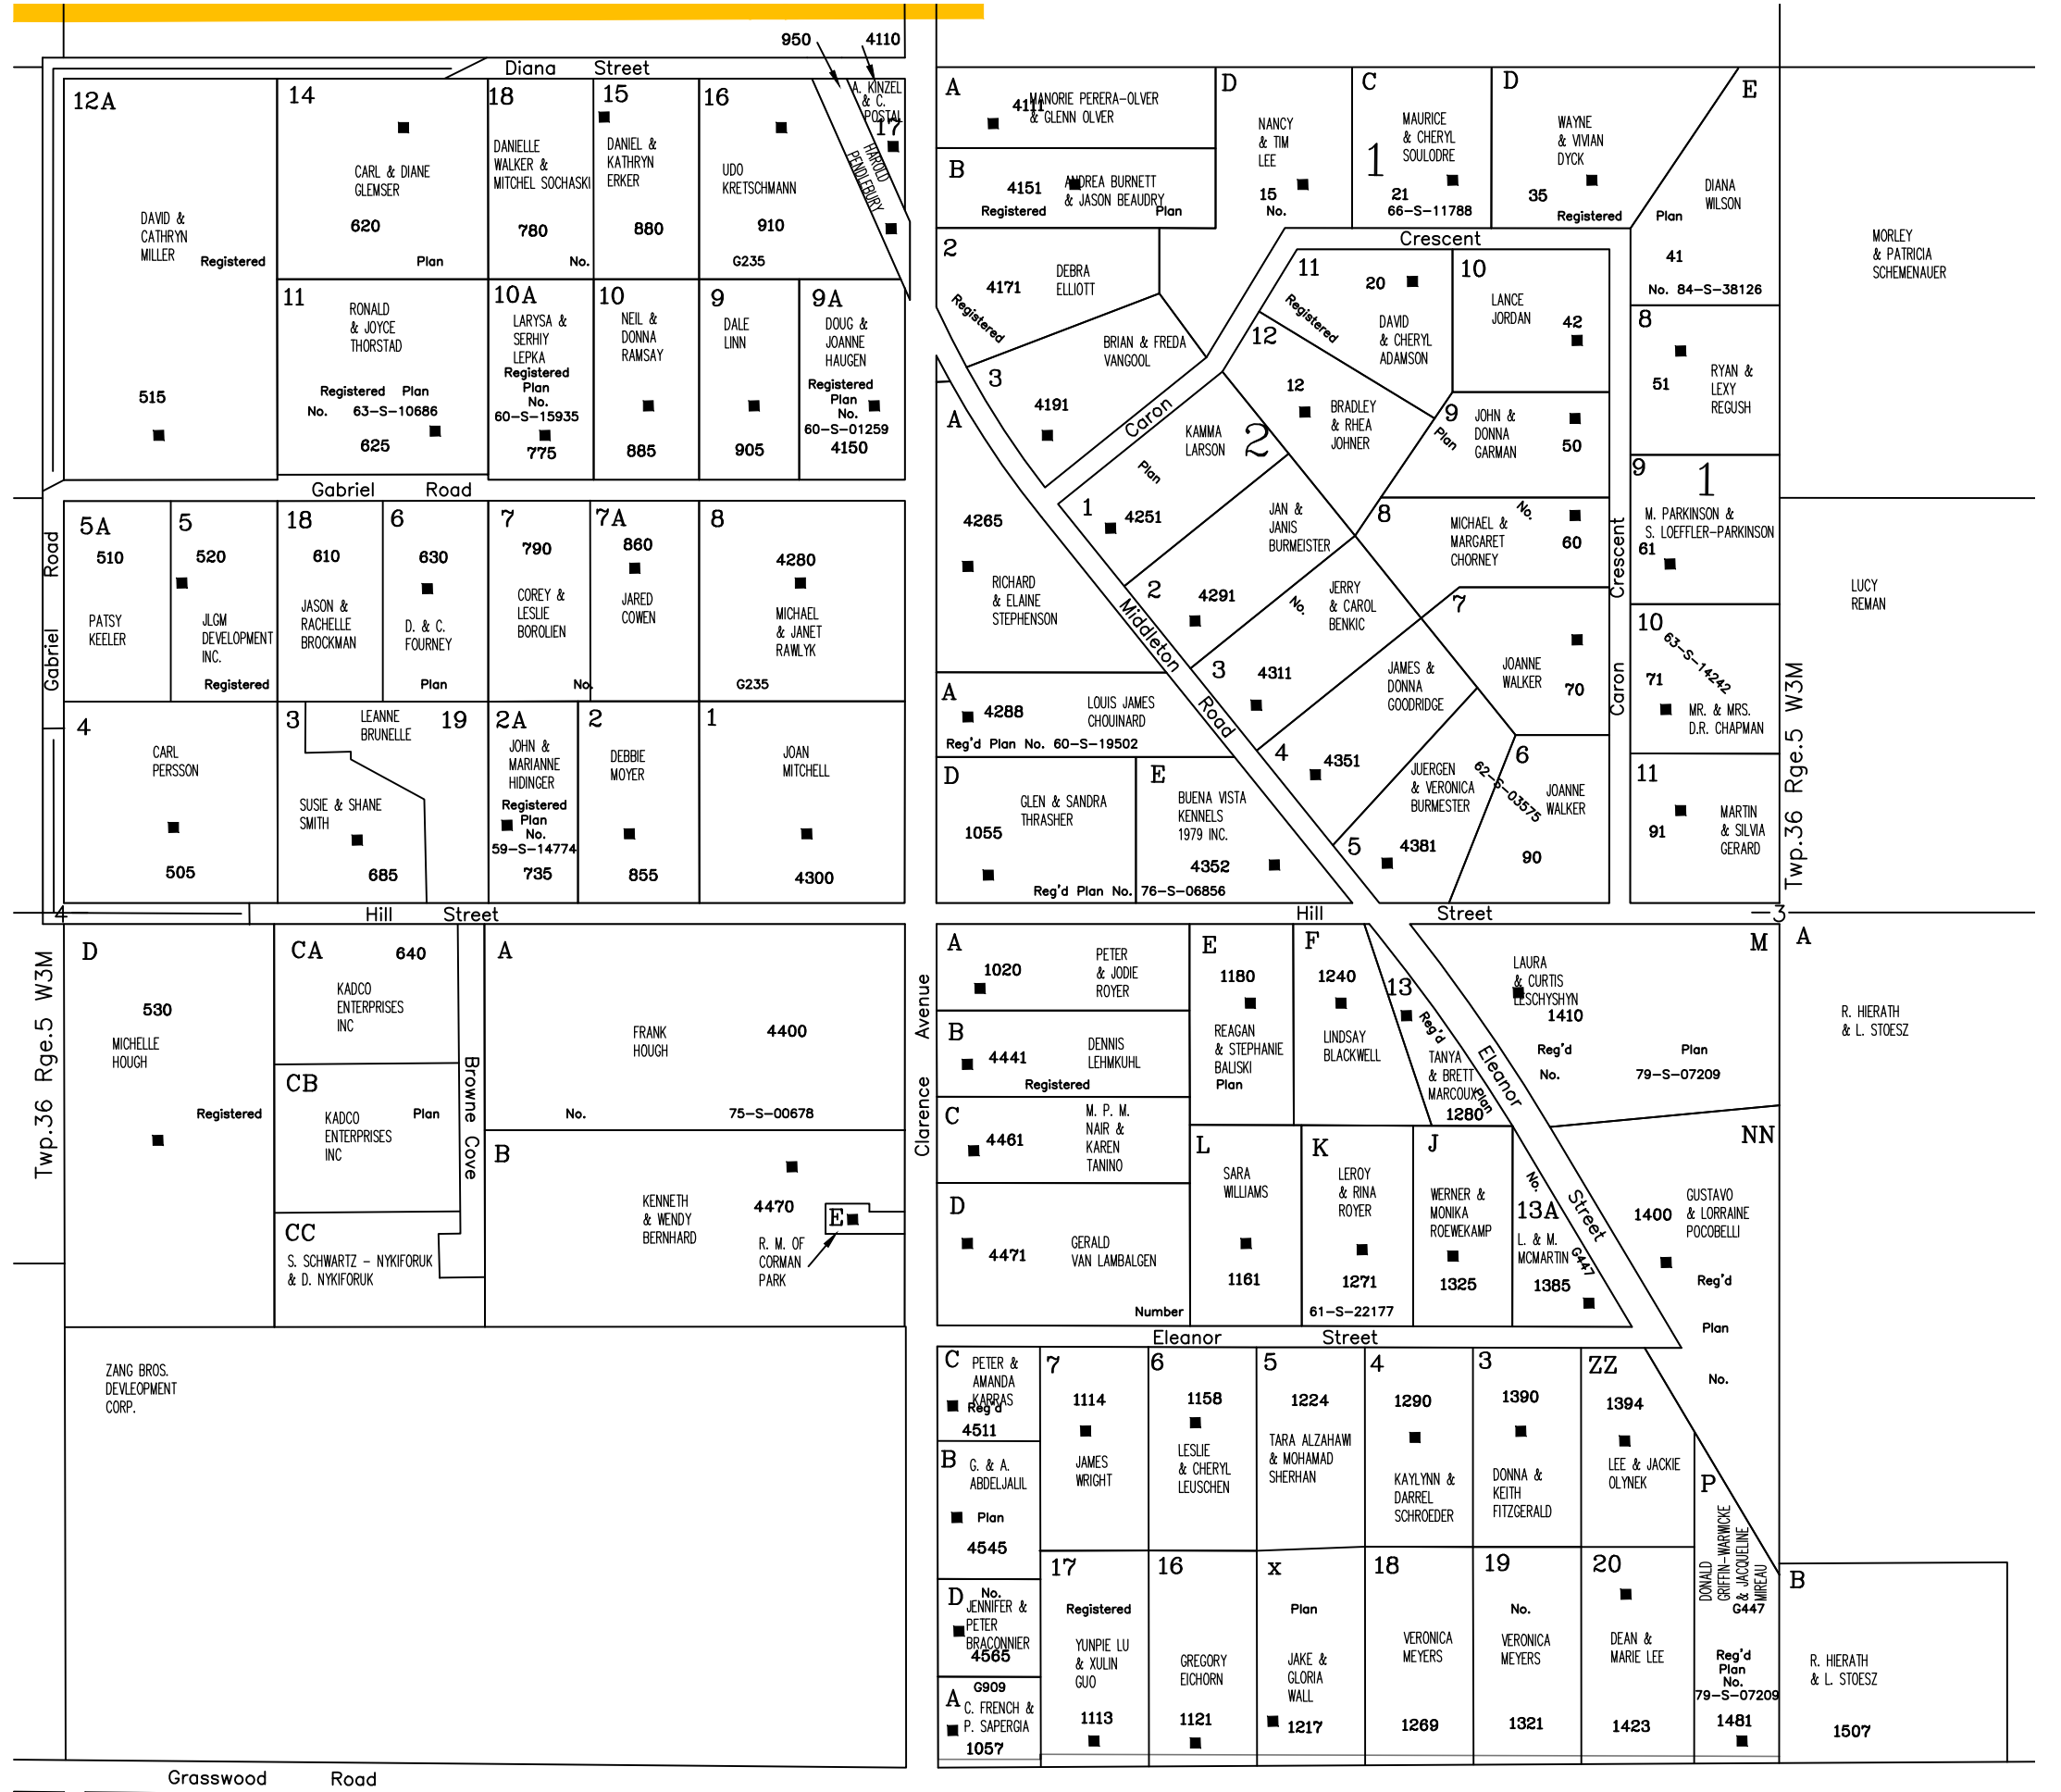 950
4110
Diana Street
12A
DAVID &
CATHRYN
MILLER
Registered
515
14
CARL & DIANE
GLEMSER
620
Plan
18
DANIELLE
WALKER &
MITCHEL SOCHASKI
780
No.
15
DANIEL &
KATHRYN
ERKER
880
16
UDO
KRETSCHMANN
910
G235
A. KINZEL
& C.
POSTAL
17
HAROLD
PENDLEBURY
11
RONALD
& JOYCE
THORSTAD
Registered Plan
No. 63-S-10686
625
10A
LARYSA &
SERHIY
LEPKA
Registered
Plan
No.
60-S-15935
775
10
NEIL &
DONNA
RAMSAY
885
9
DALE
LINN
905
9A
DOUG &
JOANNE
HAUGEN
Registered
Plan
No.
60-S-01259
4150
Gabriel Road
Gabriel Road
5A
510
PATSY
KEELER
5
520
JLGM
DEVELOPMENT
INC.
Registered
18
610
JASON &
RACHELLE
BROCKMAN
6
630
D. & C.
FOURNEY
Plan
7
790
COREY &
LESLIE
BOROLIEN
No.
7A
860
JARED
COWEN
8
4280
MICHAEL
& JANET
RAWLYK
G235
4
CARL
PERSSON
505
3
LEANNE
BRUNELLE
19
SUSIE & SHANE
SMITH
685
2A
JOHN &
MARIANNE
HIDINGER
Registered
Plan
No.
59-S-14774
735
2
DEBBIE
MOYER
855
1
JOAN
MITCHELL
4300
4
Hill Street
Twp.36 Rge.5 W3M
D
530
MICHELLE
HOUGH
Registered
CA
640
KADCO
ENTERPRISES
INC
CB
KADCO
ENTERPRISES
INC
Plan
CC
S. SCHWARTZ - NYKIFORUK
& D. NYKIFORUK
Browne Cove
A
FRANK
HOUGH
4400
No. 75-S-00678
B
KENNETH
& WENDY
BERNHARD
4470
E
R. M. OF
CORMAN
PARK
ZANG BROS.
DEVLEOPMENT
CORP.
Grasswood Road
Clarence Avenue
A
4111
MANORIE PERERA-OLVER
& GLENN OLVER
B
4151
ANDREA BURNETT
& JASON BEAUDRY
Registered Plan
D
NANCY
& TIM
LEE
15
No.
C
MAURICE
& CHERYL
SOULODRE
1
21
66-S-11788
D
WAYNE
& VIVIAN
DYCK
35
Registered
E
DIANA
WILSON
Plan
41
No. 84-S-38126
MORLEY
& PATRICIA
SCHEMENAUER
2
4171
DEBRA
ELLIOTT
Registered
3
BRIAN & FREDA
VANGOOL
4191
Caron
Crescent
11
20
Registered
DAVID
& CHERYL
ADAMSON
10
LANCE
JORDAN
42
12
12
BRADLEY
& RHEA
JOHNER
9
Plan
JOHN &
DONNA
GARMAN
50
8
RYAN &
LEXY
REGUSH
51
A
4265
RICHARD
& ELAINE
STEPHENSON
KAMMA
LARSON
2
Plan
1
4251
JAN &
JANIS
BURMEISTER
2
4291
8
MICHAEL &
MARGARET
CHORNEY
No.
60
9
1
M. PARKINSON &
S. LOEFFLER-PARKINSON
61
LUCY
REMAN
Middleton Road
JERRY
& CAROL
BENKIC
No.
3
4311
7
JOANNE
WALKER
70
Caron Crescent
10
63-S-14242
71
MR. & MRS.
D.R. CHAPMAN
Twp.36 Rge.5 W3M
A
4288
LOUIS JAMES
CHOUINARD
Reg'd Plan No. 60-S-19502
JAMES &
DONNA
GOODRIDGE
4
4351
JUERGEN
& VERONICA
BURMESTER
62-S-03575
5
4381
6
JOANNE
WALKER
90
11
MARTIN
& SILVIA
GERARD
91
D
GLEN & SANDRA
THRASHER
1055
E
BUENA VISTA
KENNELS
1979 INC.
4352
Reg'd Plan No. 76-S-06856
Hill Street
3
A
1020
PETER
& JODIE
ROYER
B
4441
DENNIS
LEHMKUHL
Registered
C
4461
M. P. M.
NAIR &
KAREN
TANINO
D
4471
GERALD
VAN LAMBALGEN
Number
E
1180
REAGAN
& STEPHANIE
BALISKI
Plan
F
1240
LINDSAY
BLACKWELL
13
Reg'd
TANYA
& BRETT
MARCOUX
Plan
1280
Eleanor Street
M
LAURA
& CURTIS
LESCHYSHYN
1410
Reg'd Plan
No. 79-S-07209
A
R. HIERATH
& L. STOESZ
L
SARA
WILLIAMS
1161
K
LEROY
& RINA
ROYER
1271
61-S-22177
J
WERNER &
MONIKA
ROEWEKAMP
1325
No.
13A
L. & M.
MCMARTIN
G447
1385
NN
GUSTAVO
& LORRAINE
POCOBELLI
1400
Reg'd
Plan
No.
Eleanor Street
C
PETER &
AMANDA
KARRAS
Reg'd
4511
B
G. & A.
ABDELJALIL
Plan
4545
D
No.
JENNIFER &
PETER
BRACONNIER
4565
G909
A
C. FRENCH &
P. SAPERGIA
1057
7
1114
JAMES
WRIGHT
6
1158
LESLIE
& CHERYL
LEUSCHEN
5
1224
TARA ALZAHAWI
& MOHAMAD
SHERHAN
4
1290
KAYLYNN &
DARREL
SCHROEDER
3
1390
DONNA &
KEITH
FITZGERALD
ZZ
1394
LEE & JACKIE
OLYNEK
P
DONALD
GRIFFIN-WARWICKE
& JACQUELINE
MIREAU
G447
Reg'd
Plan
No.
79-S-07209
1481
17
Registered
YUNPIE LU
& XULIN
GUO
1113
16
GREGORY
EICHORN
1121
x
Plan
JAKE &
GLORIA
WALL
1217
18
VERONICA
MEYERS
1269
19
No.
VERONICA
MEYERS
1321
20
DEAN &
MARIE LEE
1423
B
R. HIERATH
& L. STOESZ
1507